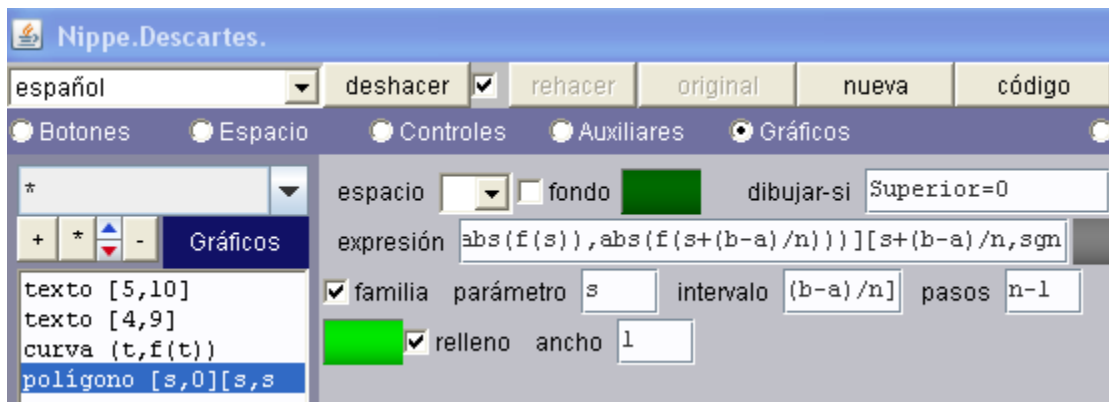 Nippe.Descartes.
español deshacer rehacer original nueva código
Botones Espacio Controles Auxiliares Gráficos
* espacio fondo dibujar-si Superior=0
+ * - Gráficos expresión abs(f(s)),abs(f(s+(b-a)/n)))][s+(b-a)/n,sgn
texto [5,10] familia parámetro s intervalo (b-a)/n] pasos n-1
texto [4,9]
curva (t,f(t)) relleno ancho 1
polígono [s,0][s,s